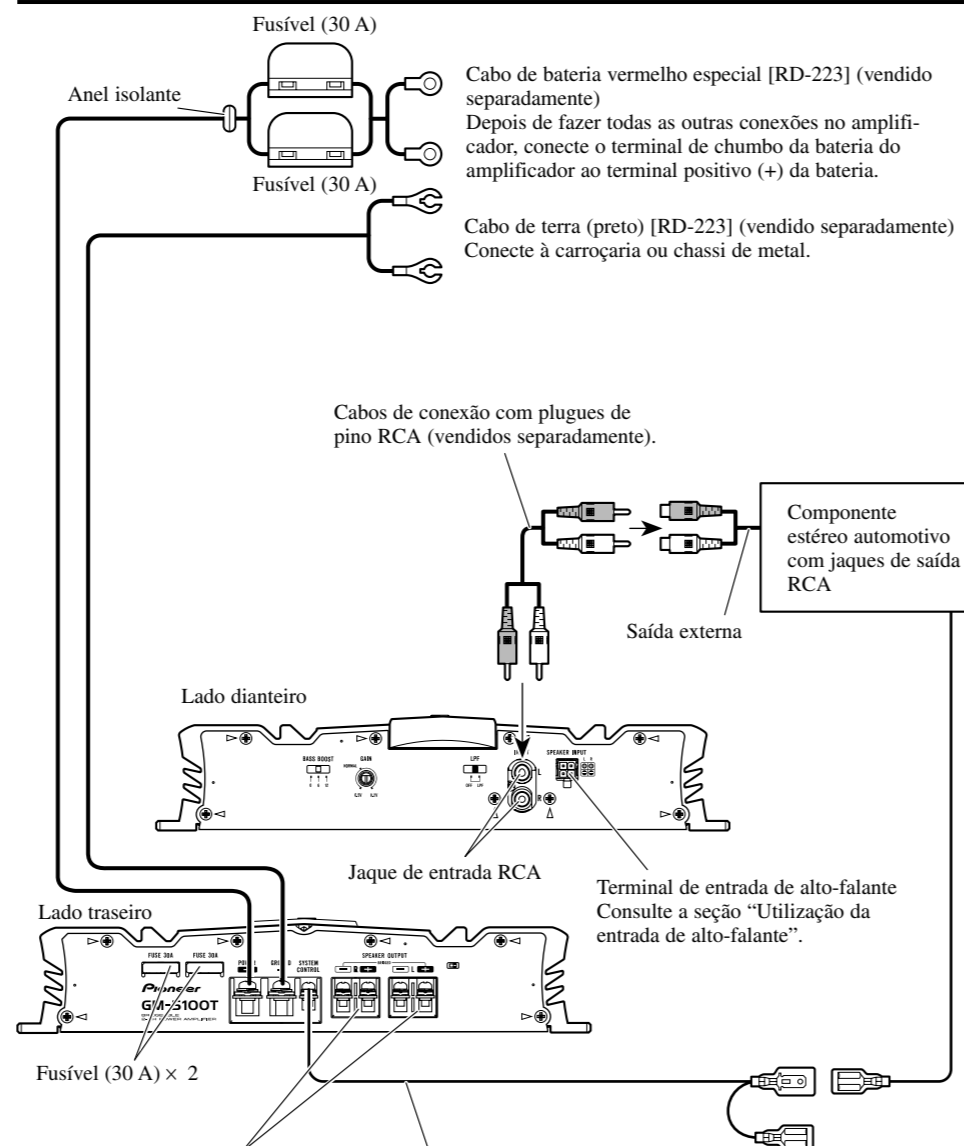 Fusível (30 A)
Anel isolante
Fusível (30 A)
Cabo de bateria vermelho especial [RD-223] (vendido
separadamente)
Depois de fazer todas as outras conexões no amplifi-
cador, conecte o terminal de chumbo da bateria do
amplificador ao terminal positivo (+) da bateria.
Cabo de terra (preto) [RD-223] (vendido separadamente)
Conecte à carroçaria ou chassi de metal.
Cabos de conexão com plugues de
pino RCA (vendidos separadamente).
Componente
estéreo automotivo
com jaques de saída
RCA
Saída externa
Lado dianteiro
BASS BOOST
GAIN
NORMAL
LPF
OFF LPF
L
R
SPEAKER INPUT
L R
Jaque de entrada RCA
Terminal de entrada de alto-falante
Consulte a seção “Utilização da
entrada de alto-falante”.
Lado traseiro
FUSE 30A FUSE 30A
SYSTEM
CONTROL
SPEAKER OUTPUT
R
L
Pioneer
Fusível (30 A) × 2